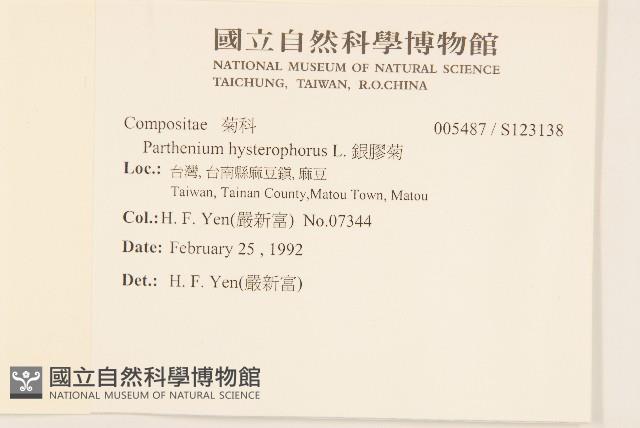 國立自然科學博物館
NATIONAL MUSEUM OF NATURAL SCIENCE
TAICHUNG, TAIWAN, R.O.CHINA
Compositae 菊科 005487 / S123138
Parthenium hysterophorus L. 銀膠菊
Loc.: 台灣, 台南縣麻豆鎮, 麻豆
Taiwan, Tainan County,Matou Town, Matou
Col.: H. F. Yen(嚴新富) No.07344
Date: February 25 , 1992
Det.: H. F. Yen(嚴新富)
國立自然科學博物館
NATIONAL MUSEUM OF NATURAL SCIENCE